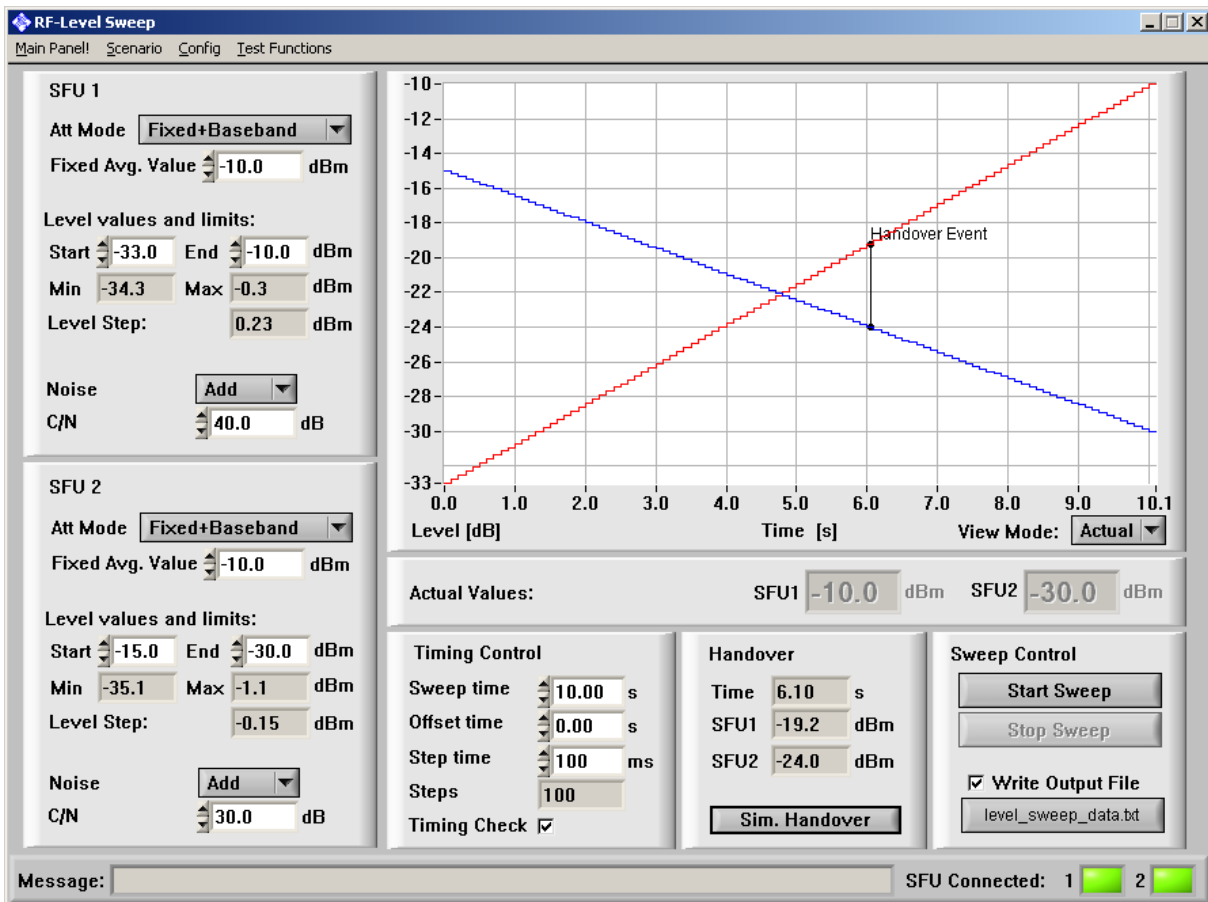 RF-Level Sweep
Main Panel! Scenario Config Test Functions
SFU 1
Att Mode Fixed+Baseband
Fixed Avg. Value -10.0 dBm
Level values and limits:
Start -33.0 End -10.0 dBm
Min -34.3 Max -0.3 dBm
Level Step: 0.23 dBm
Noise Add
C/N 40.0 dB
SFU 2
Att Mode Fixed+Baseband
Fixed Avg. Value -10.0 dBm
Level values and limits:
Start -15.0 End -30.0 dBm
Min -35.1 Max -1.1 dBm
Level Step: -0.15 dBm
Noise Add
C/N 30.0 dB
-10
-12
-14
-16
-18
-20
-22
-24
-26
-28
-30
-33
Handover Event
0.0 1.0 2.0 3.0 4.0 5.0 6.0 7.0 8.0 9.0 10.1
Level [dB] Time [s] View Mode: Actual
Actual Values: SFU1 -10.0 dBm SFU2 -30.0 dBm
Timing Control
Sweep time 10.00 s
Offset time 0.00 s
Step time 100 ms
Steps 100
Timing Check
Handover
Time 6.10 s
SFU1 -19.2 dBm
SFU2 -24.0 dBm
Sim. Handover
Sweep Control
Start Sweep
Stop Sweep
Write Output File
level_sweep_data.txt
Message: SFU Connected: 1 2